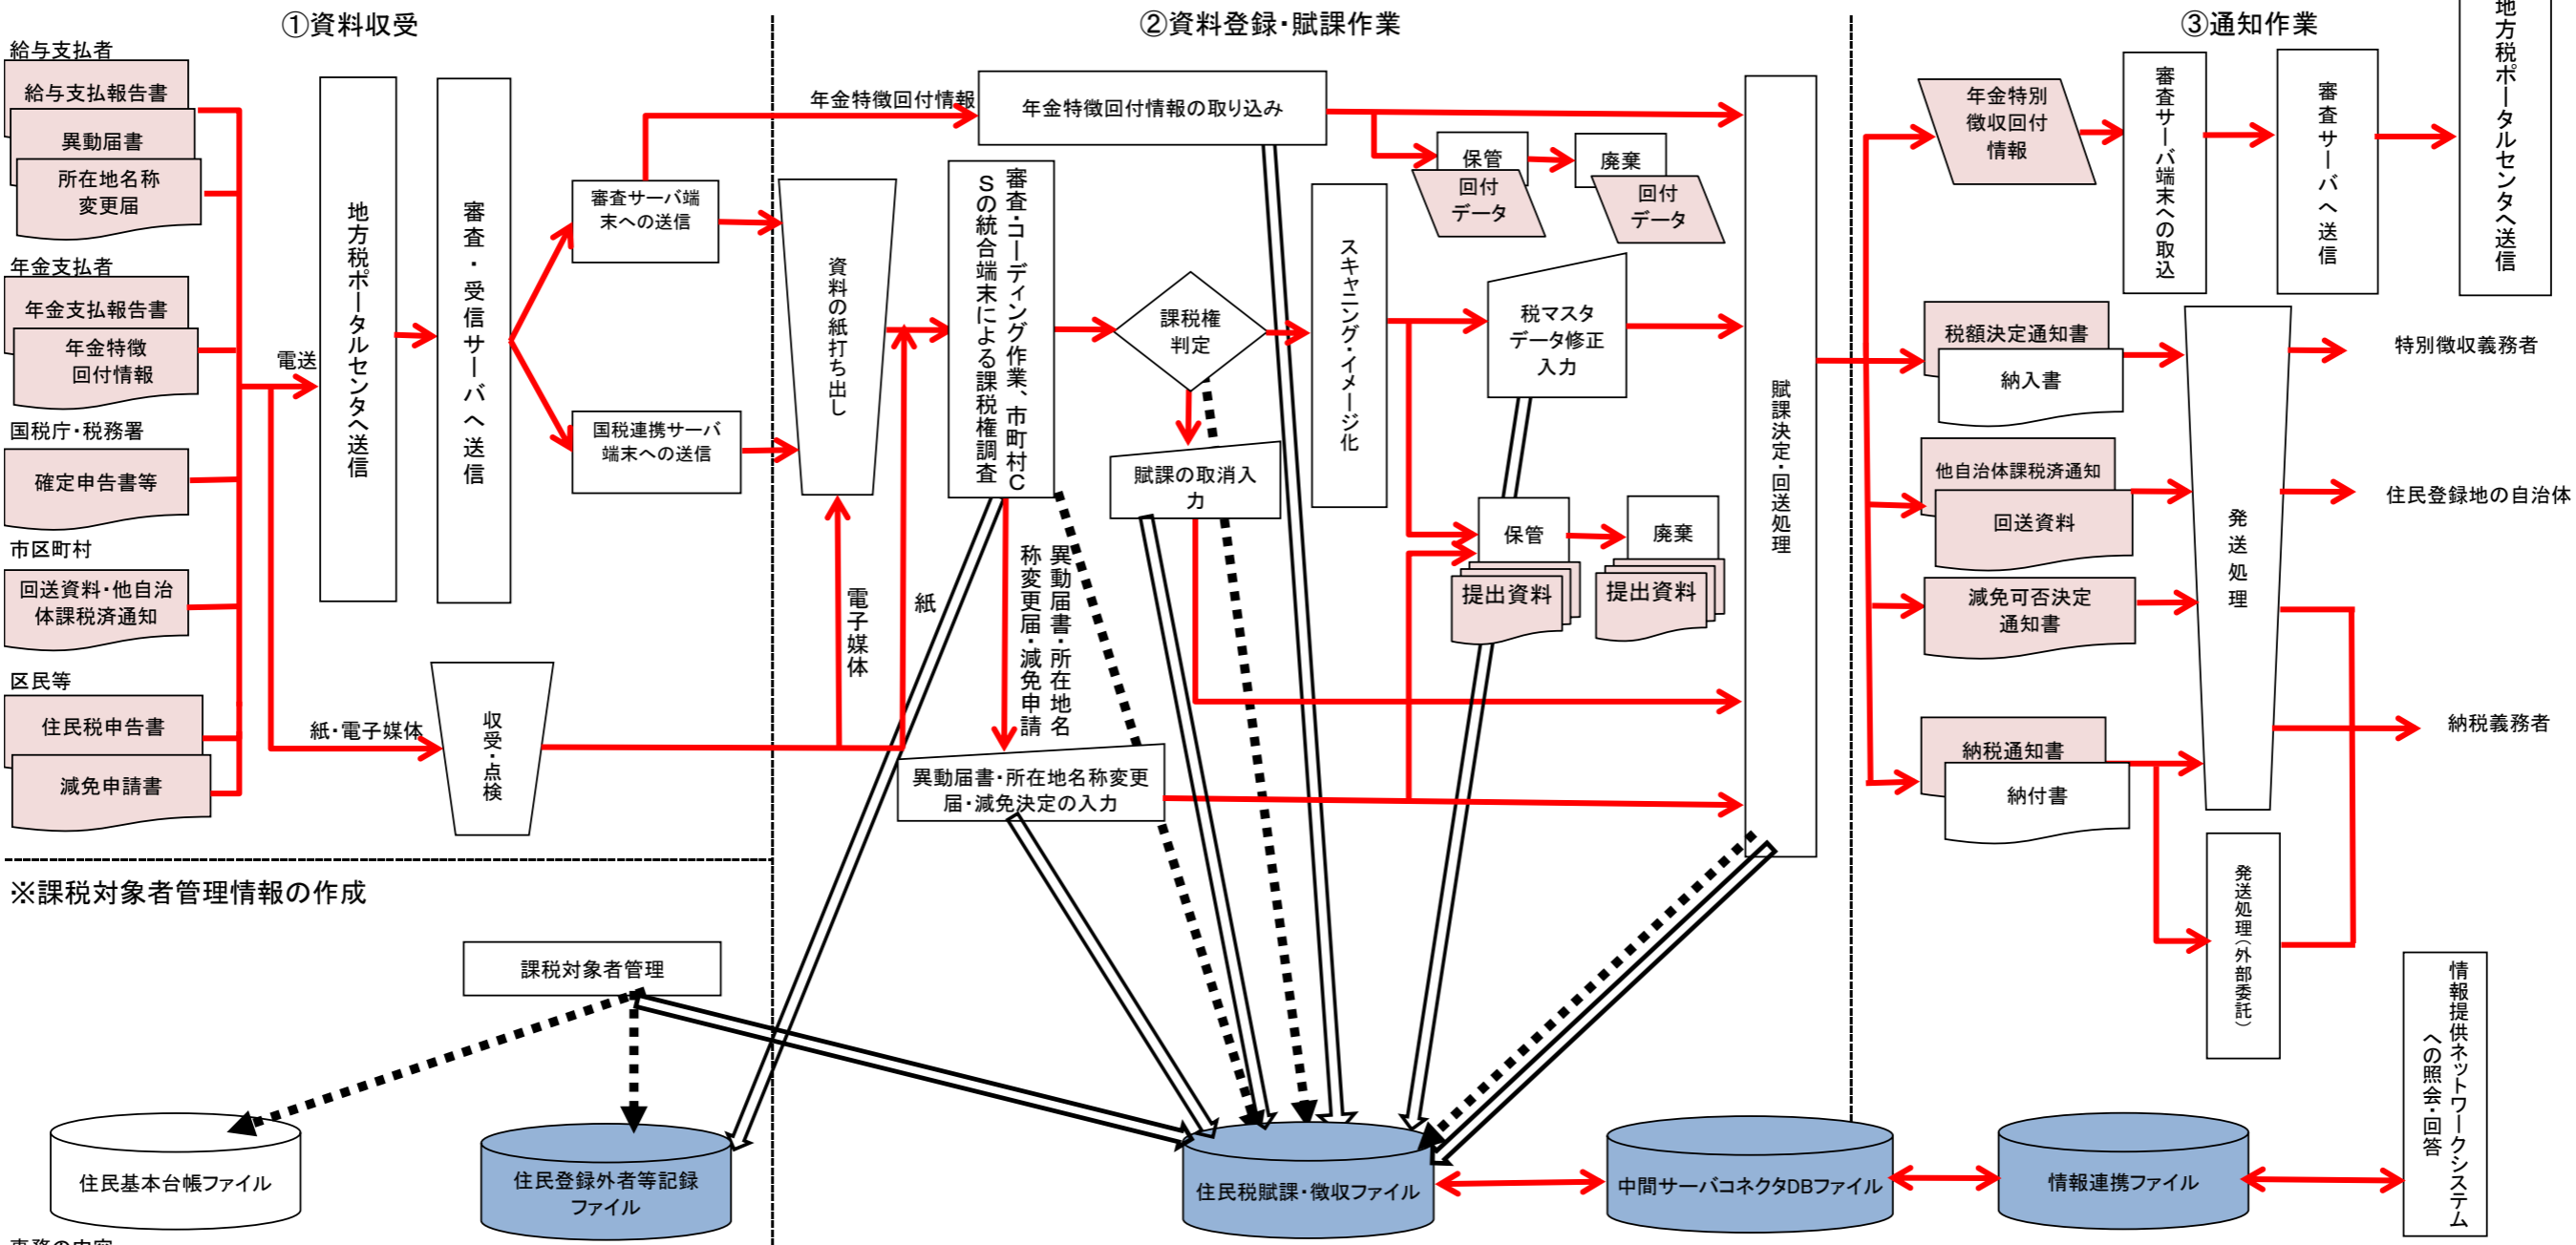 ①資料収受
②資料登録・賦課作業
③通知作業
給与支払者
給与支払報告書
異動届書
所在地名称
変更届
年金支払者
年金支払報告書
年金特徴
回付情報
国税庁・税務署
確定申告書等
市区町村
回送資料・他自治
体課税済通知
区民等
住民税申告書
減免申請書
電送
紙・電子媒体
地方税ポータルセンタへ送信
審査・受信サーバへ送信
収受・点検
審査サーバ端
末への送信
国税連携サーバ
端末への送信
年金特徴回付情報
年金特徴回付情報の取り込み
資料の紙打ち出し
電子媒体
紙
審査・コーディング作業、市町村C
Sの統合端末による課税権調査
異動届書・所在地名
称変更届・減免申請
課税権
判定
賦課の取消入
力
異動届書・所在地名称変更
届・減免決定の入力
スキャニング・イメージ化
保管
回付
データ
廃棄
回付
データ
税マスタ
データ修正
入力
保管
提出資料
廃棄
提出資料
賦課決定・回送処理
年金特別
徴収回付
情報
審査サーバ端末への取込
審査サーバへ送信
地方税ポータルセンタへ送信
税額決定通知書
納入書
他自治体課税済通知
回送資料
減免可否決定
通知書
納税通知書
納付書
発送処理
発送処理（外部委託）
特別徴収義務者
住民登録地の自治体
納税義務者
※課税対象者管理情報の作成
課税対象者管理
住民基本台帳ファイル
住民登録外者等記録
ファイル
住民税賦課・徴収ファイル
中間サーバコネクタDBファイル
情報連携ファイル
情報提供ネットワークシステム
への照会・回答